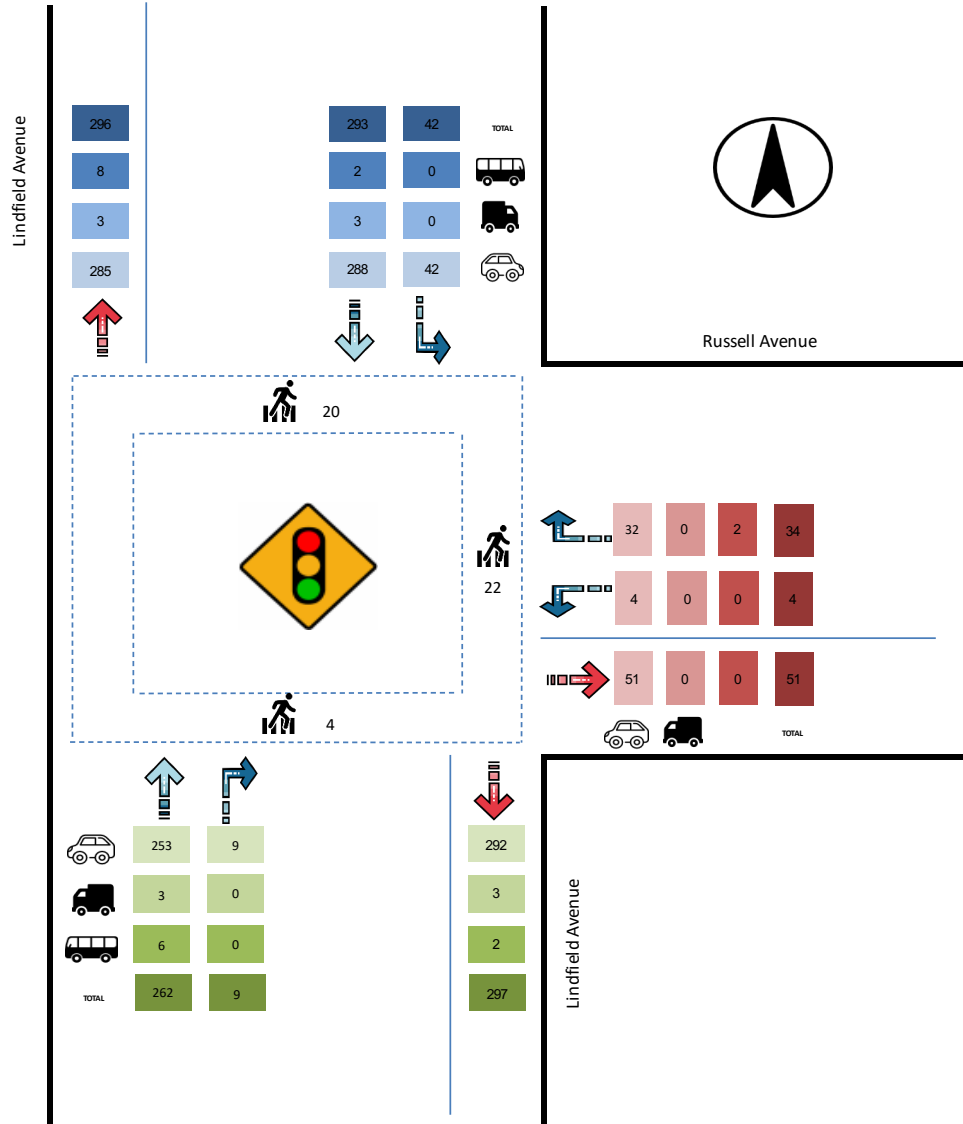 Lindfield Avenue
296 293 42 TOTAL
8 2 0
3 3 0
285 288 42
Russell Avenue
20
32 0 2 34
22
4 0 0 4
51 0 0 51
4
TOTAL
253 9 292
3 0 3
6 0 2
TOTAL 262 9 297
Lindfield Avenue